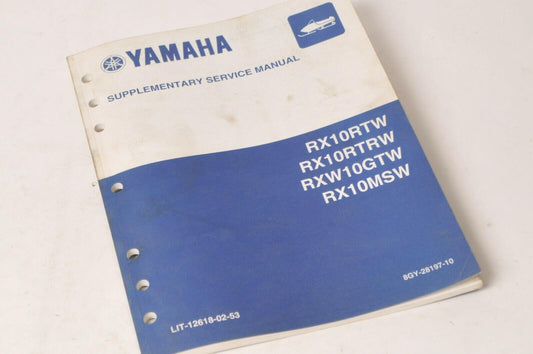 YAMAHA
SUPPLEMENTARY SERVICE MANUAL
RX10RTW
RX10RTRW
RXW10GTW
RX10MSW
LIT-12618-02-53
8GY-28197-10